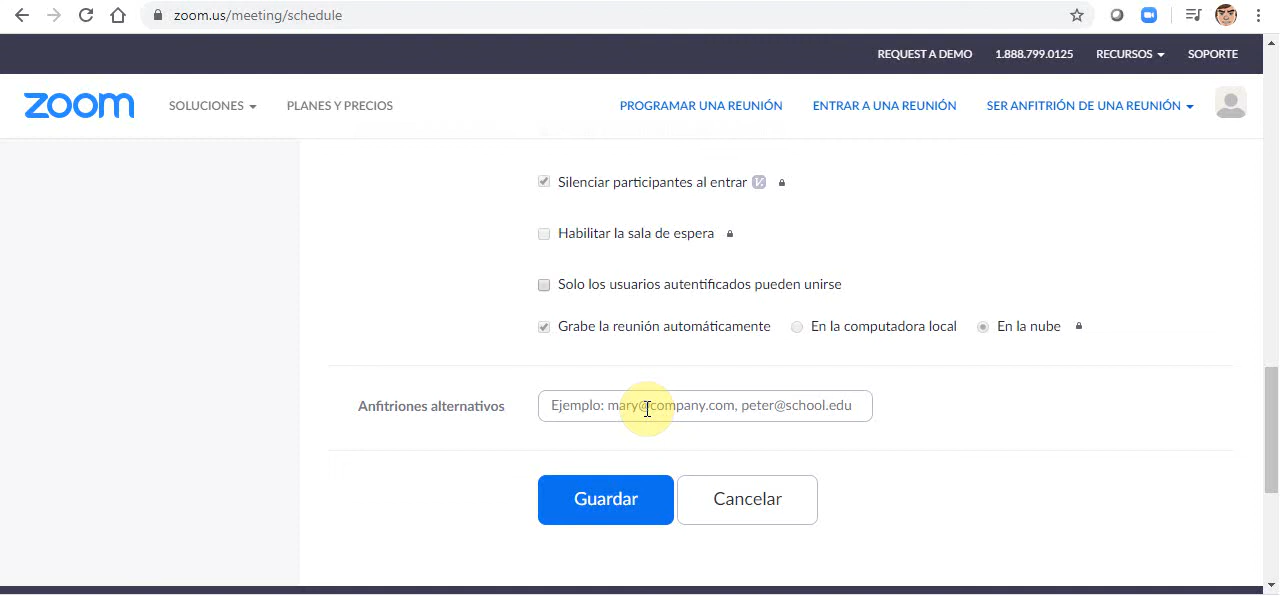 zoom.us/meeting/schedule
REQUEST A DEMO 1.888.799.0125 RECURSOS SOPORTE
zoom SOLUCIONES PLANES Y PRECIOS PROGRAMAR UNA REUNIÓN ENTRAR A UNA REUNIÓN SER ANFITRIÓN DE UNA REUNIÓN
Silenciar participantes al entrar
Habilitar la sala de espera
Solo los usuarios autentificados pueden unirse
Grabe la reunión automáticamente En la computadora local En la nube
Anfitriones alternativos Ejemplo: mary@company.com, peter@school.edu
Guardar Cancelar